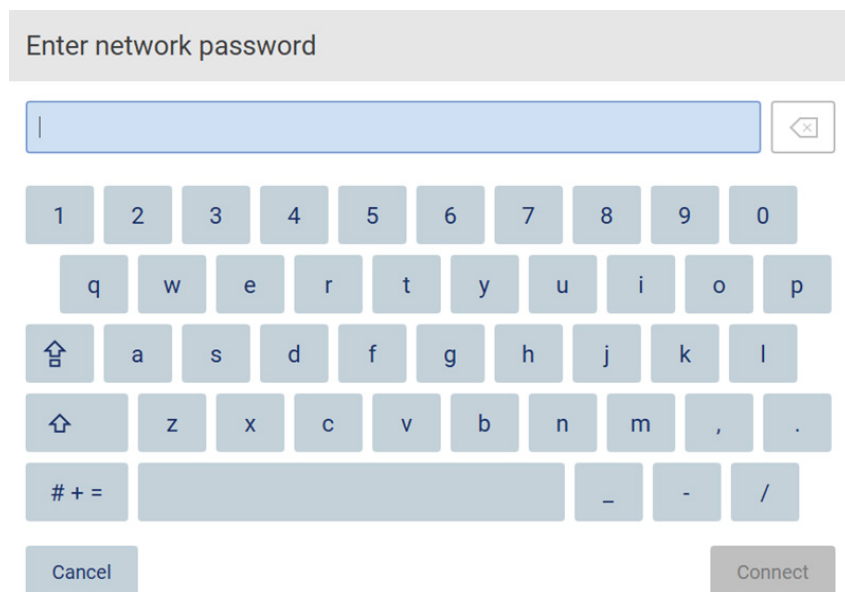 Enter network password
1 2 3 4 5 6 7 8 9 0
q w e r t y u i o p
a s d f g h j k l
z x c v b n m , .
# + = _ - /
Cancel Connect